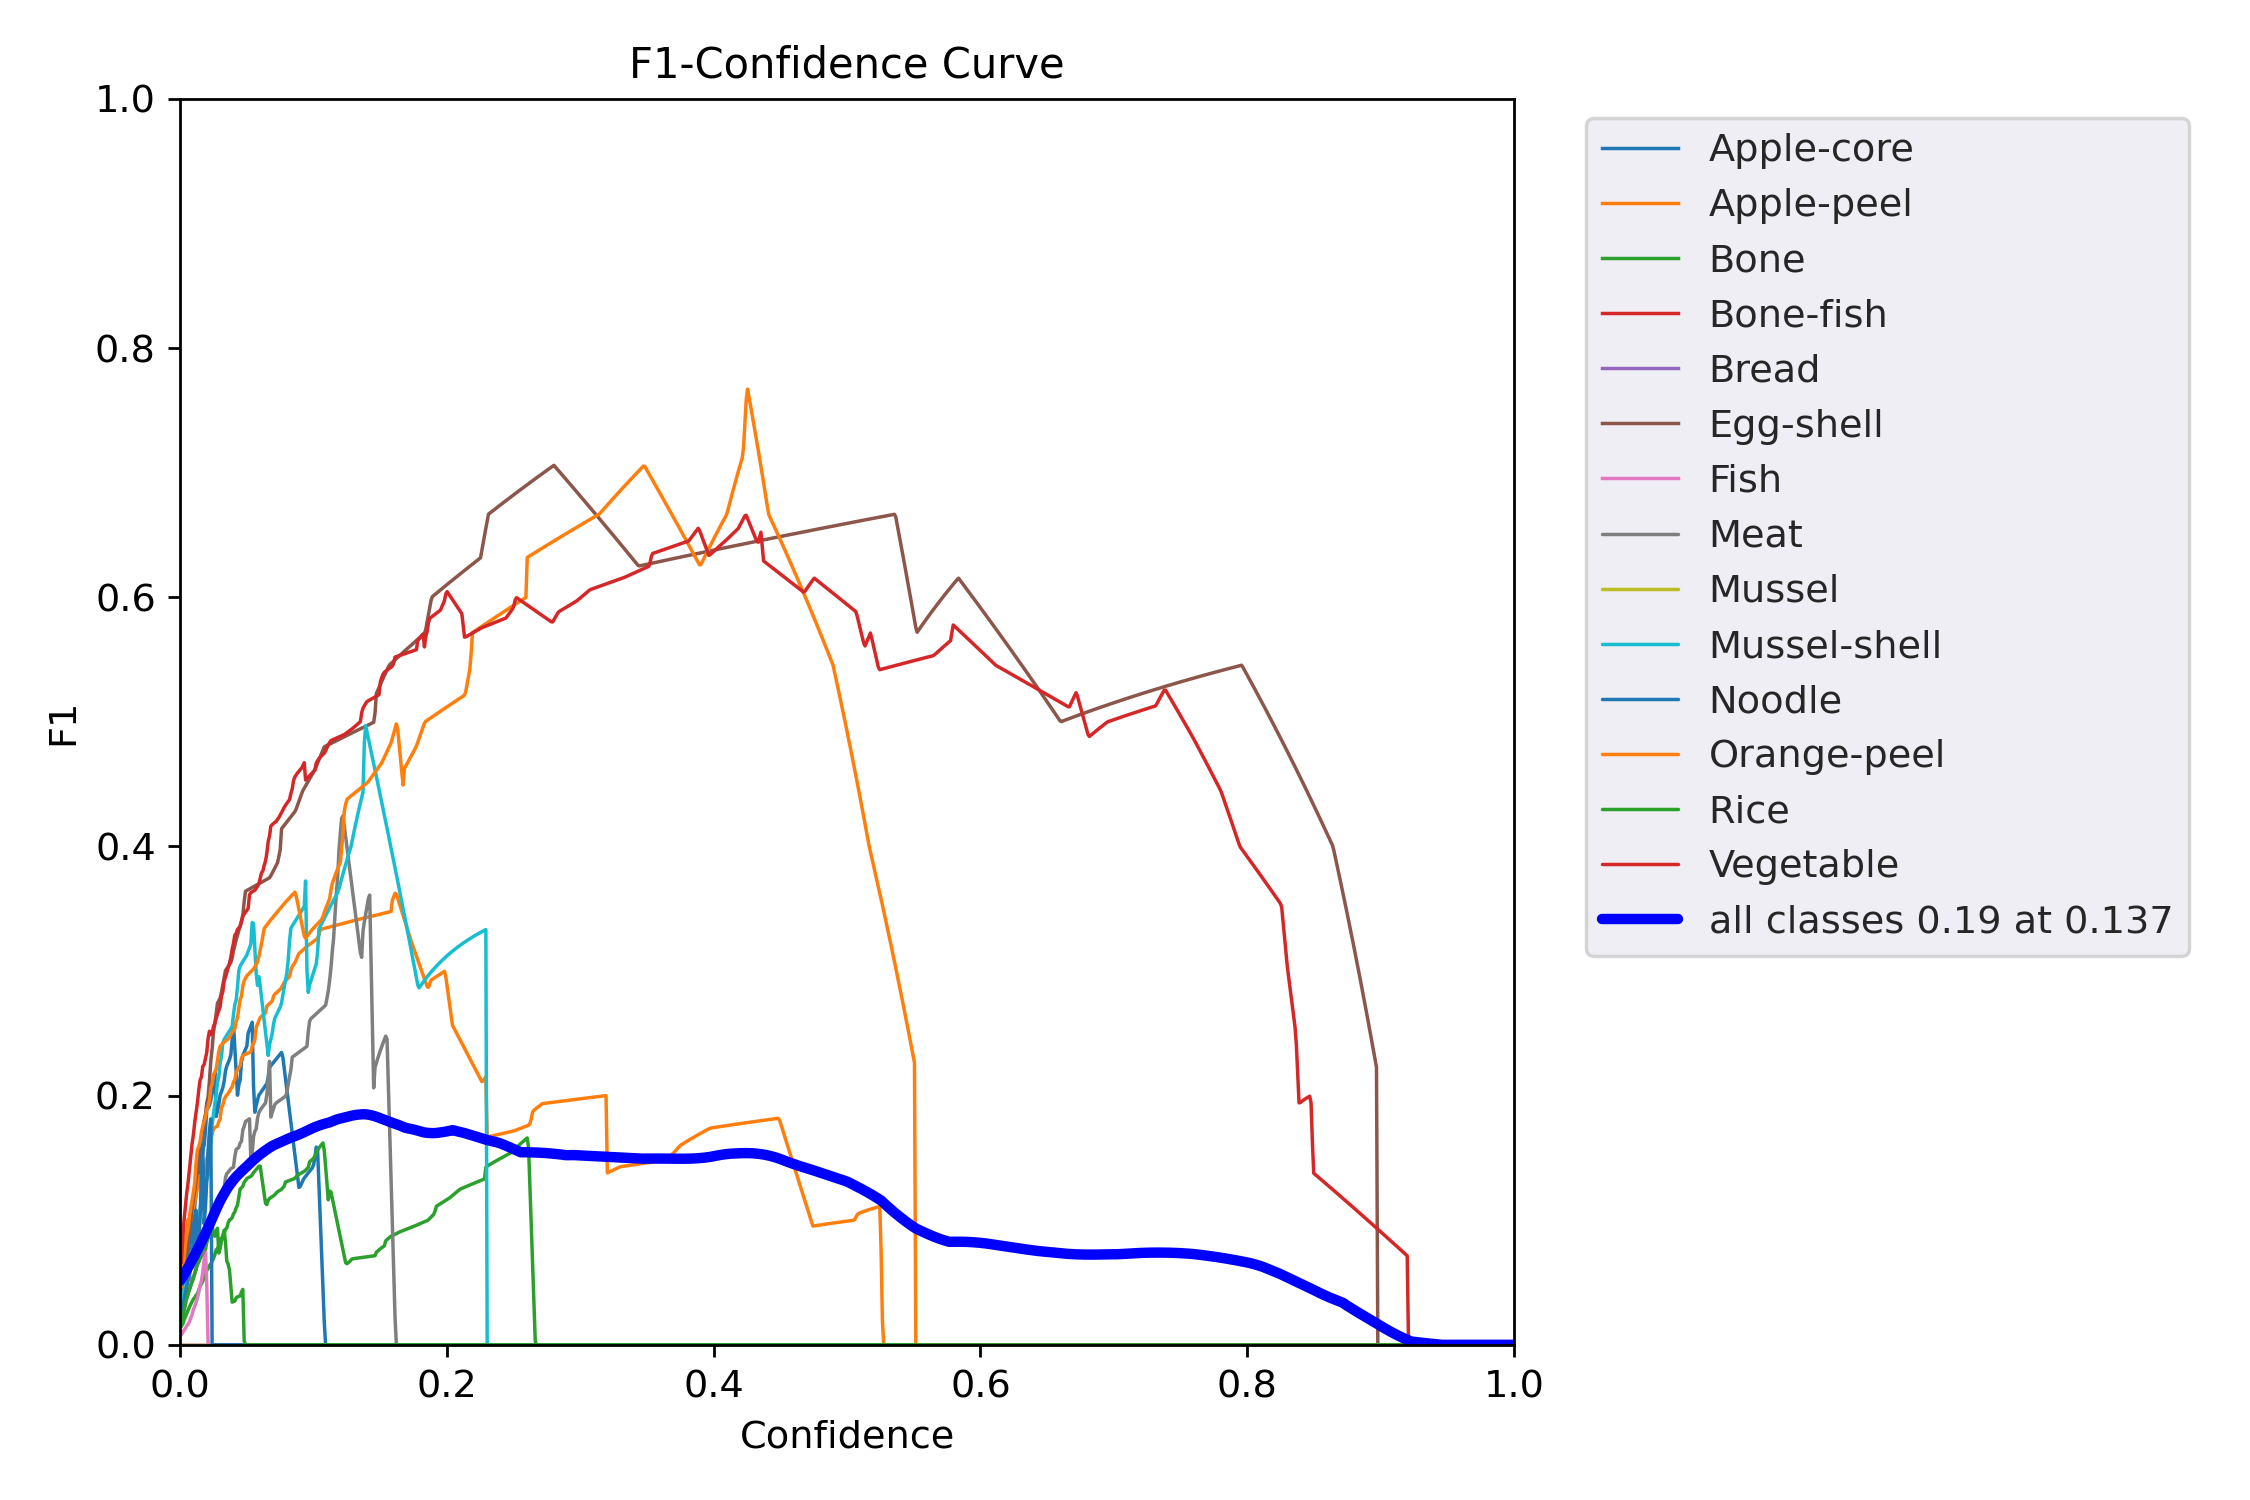 F1-Confidence Curve
1.0
0.8
0.6
0.4
0.2
0.0
F1
0.0 0.2 0.4 0.6 0.8 1.0
Confidence
Apple-core
Apple-peel
Bone
Bone-fish
Bread
Egg-shell
Fish
Meat
Mussel
Mussel-shell
Noodle
Orange-peel
Rice
Vegetable
all classes 0.19 at 0.137